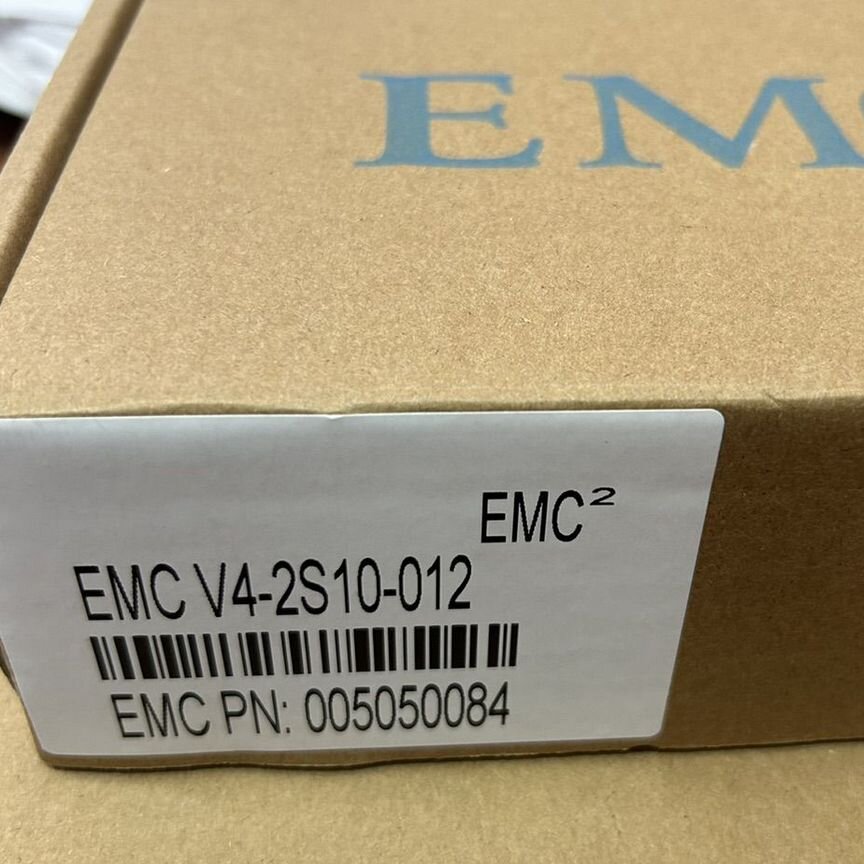 EMC
EMC²
EMC V4-2S10-012
EMC PN: 005050084